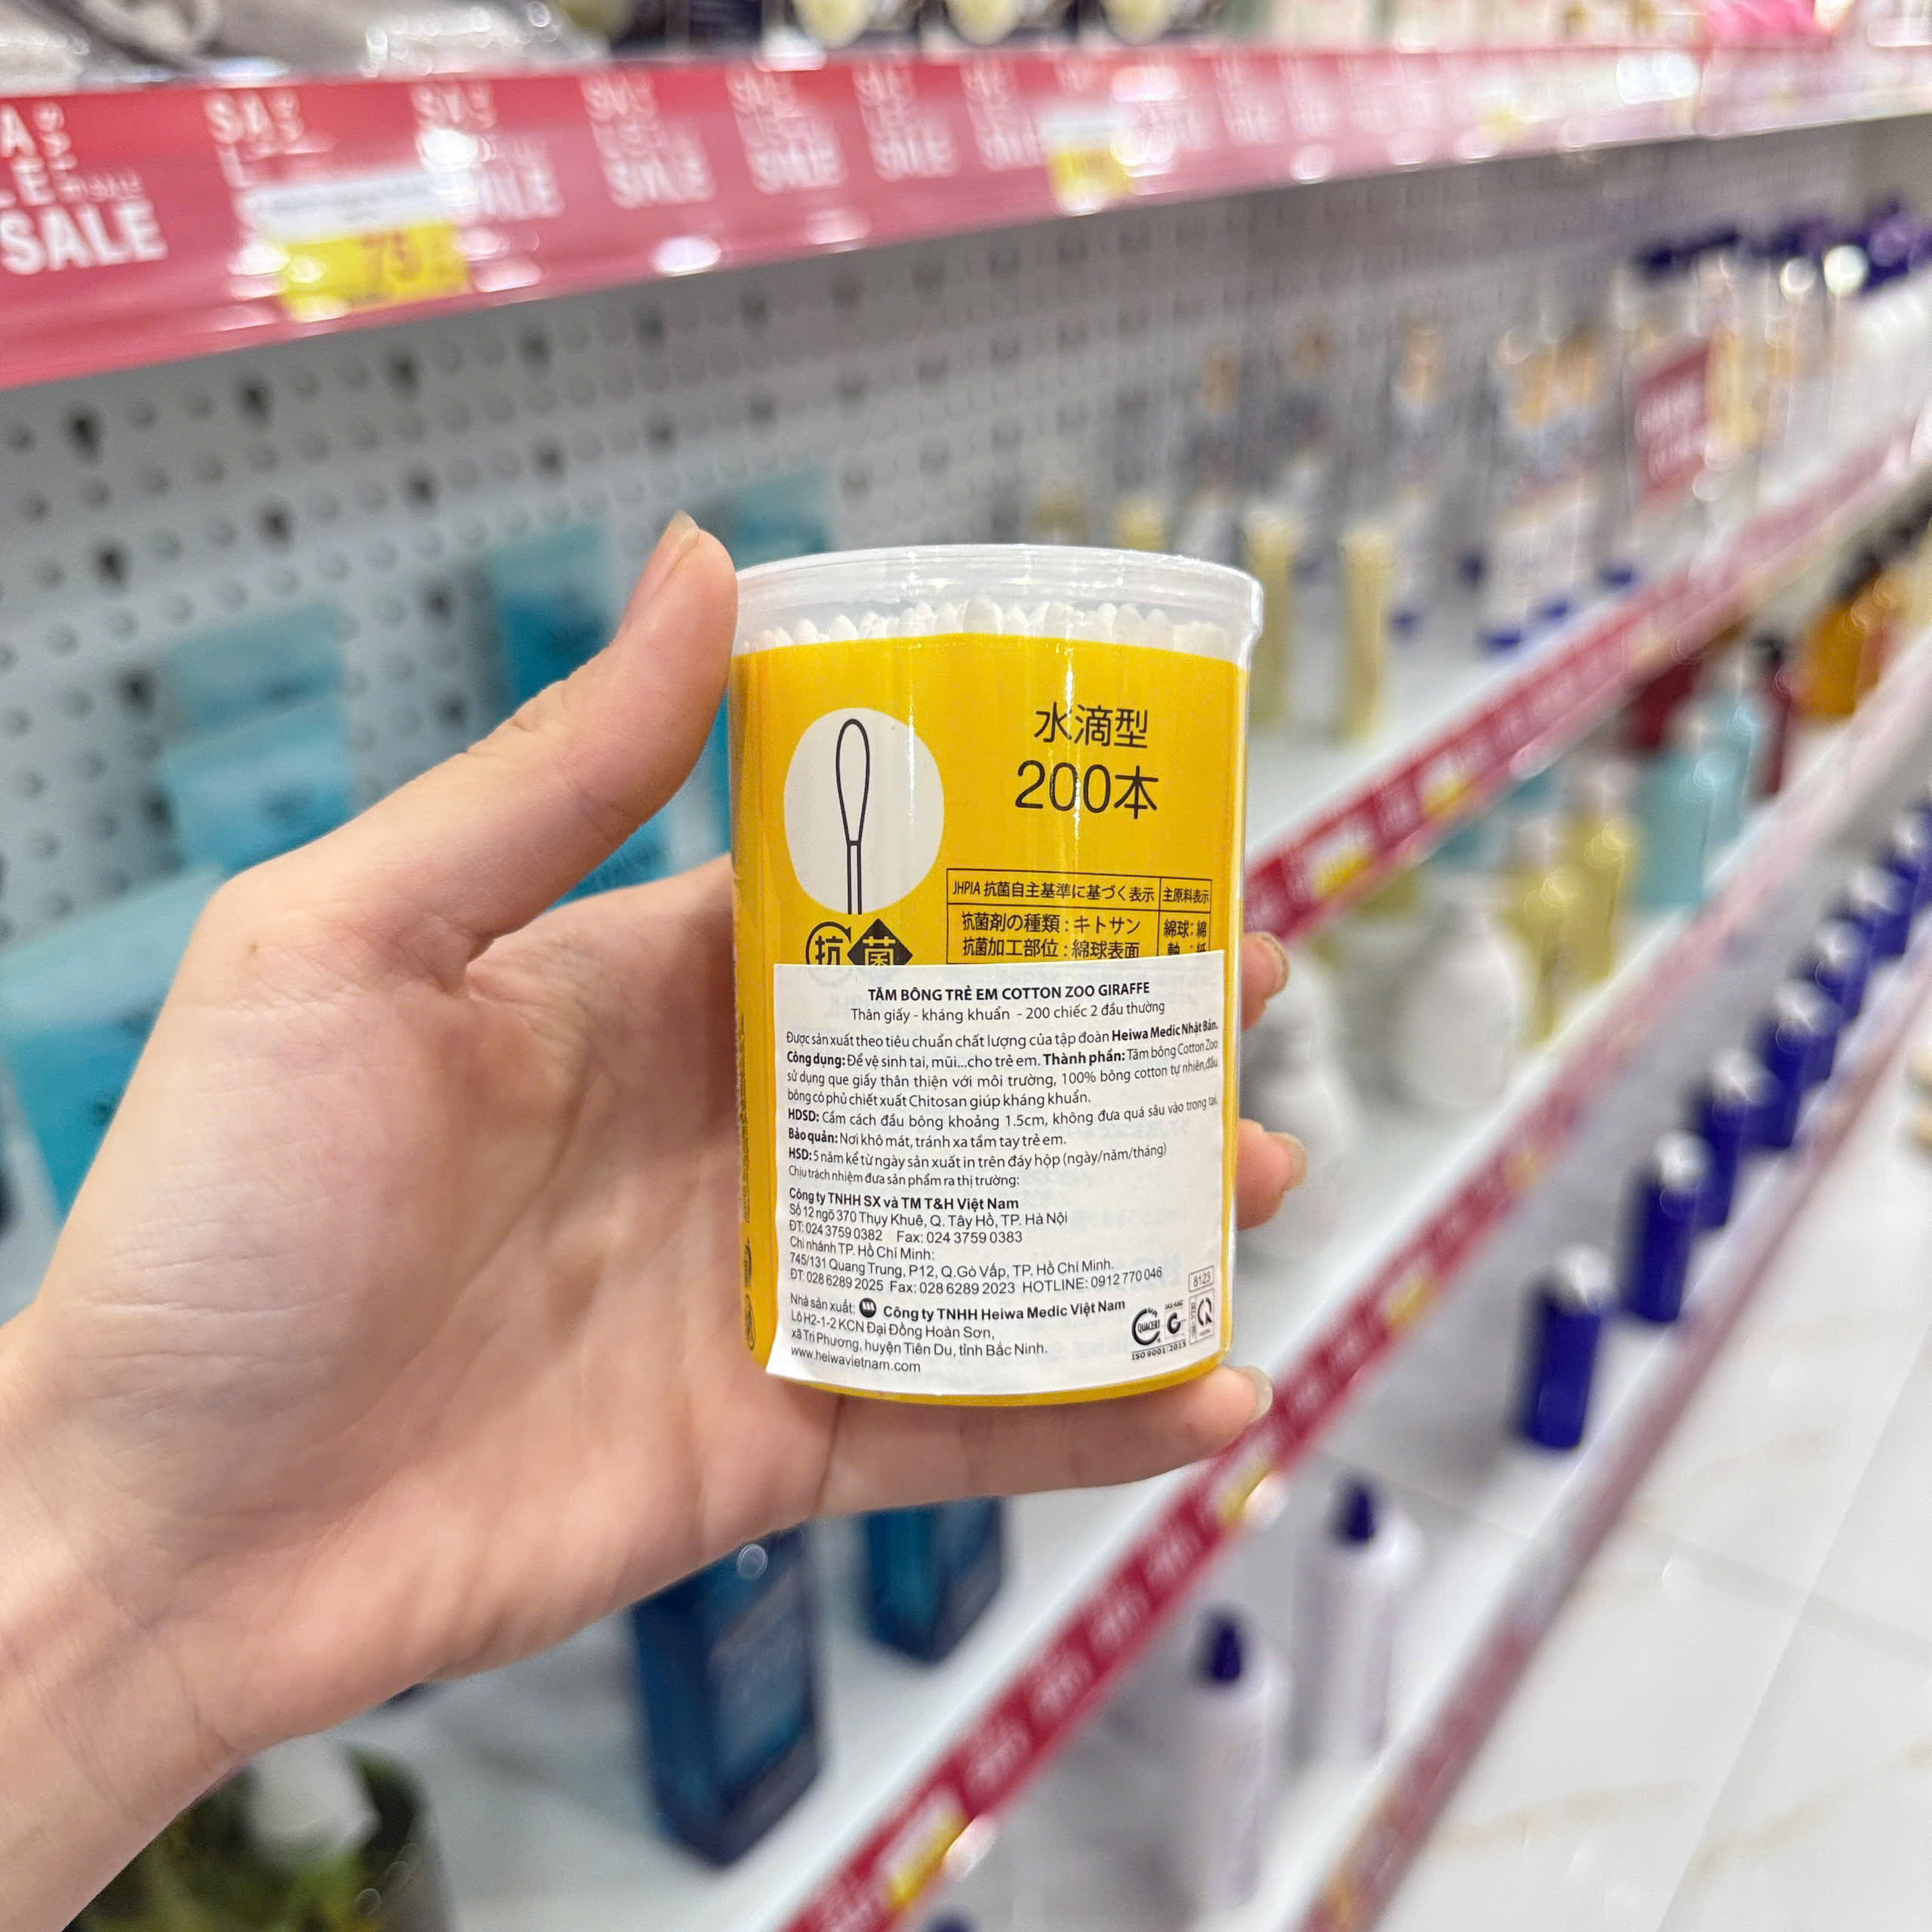 SALE
SALE
SALE
SALE
SALE
75
水滴型
200本
JHPIA 抗菌自主基準に基づく表示 主原料表示
抗菌剤の種類:キトサン 綿球:綿
抗菌加工部位:綿球表面 軸:紙
抗菌
TĂM BÔNG TRẺ EM COTTON ZOO GIRAFFE
Thân giấy - kháng khuẩn - 200 chiếc 2 đầu thường
Được sản xuất theo tiêu chuẩn chất lượng của tập đoàn Heiwa Medic Nhật Bản.
Công dụng: Để vệ sinh tai, mũi...cho trẻ em. Thành phần: Tăm bông Cotton Zoo
sử dụng que giấy thân thiện với môi trường, 100% bông cotton tự nhiên,đầu
bông có phủ chiết xuất Chitosan giúp kháng khuẩn.
HDSD: Cầm cách đầu bông khoảng 1.5cm, không đưa quá sâu vào trong tai.
Bảo quản: Nơi khô mát, tránh xa tầm tay trẻ em.
HSD: 5 năm kể từ ngày sản xuất in trên đáy hộp (ngày/năm/tháng)
Chịu trách nhiệm đưa sản phẩm ra thị trường:
Công ty TNHH SX và TM T&H Việt Nam
Số 12 ngõ 370 Thụy Khuê, Q. Tây Hồ, TP. Hà Nội
ĐT: 024 3759 0382 Fax: 024 3759 0383
Chi nhánh TP. Hồ Chí Minh:
745/131 Quang Trung, P12, Q.Gò Vấp, TP. Hồ Chí Minh.
ĐT: 028 6289 2025 Fax: 028 6289 2023 HOTLINE: 0912 770 046
8123
Nhà sản xuất: Công ty TNHH Heiwa Medic Việt Nam
Lô H2-1-2 KCN Đại Đồng Hoàn Sơn,
xã Tri Phương, huyện Tiên Du, tỉnh Bắc Ninh.
www.heiwavietnam.com
QUACERT
ISO 9001:2015